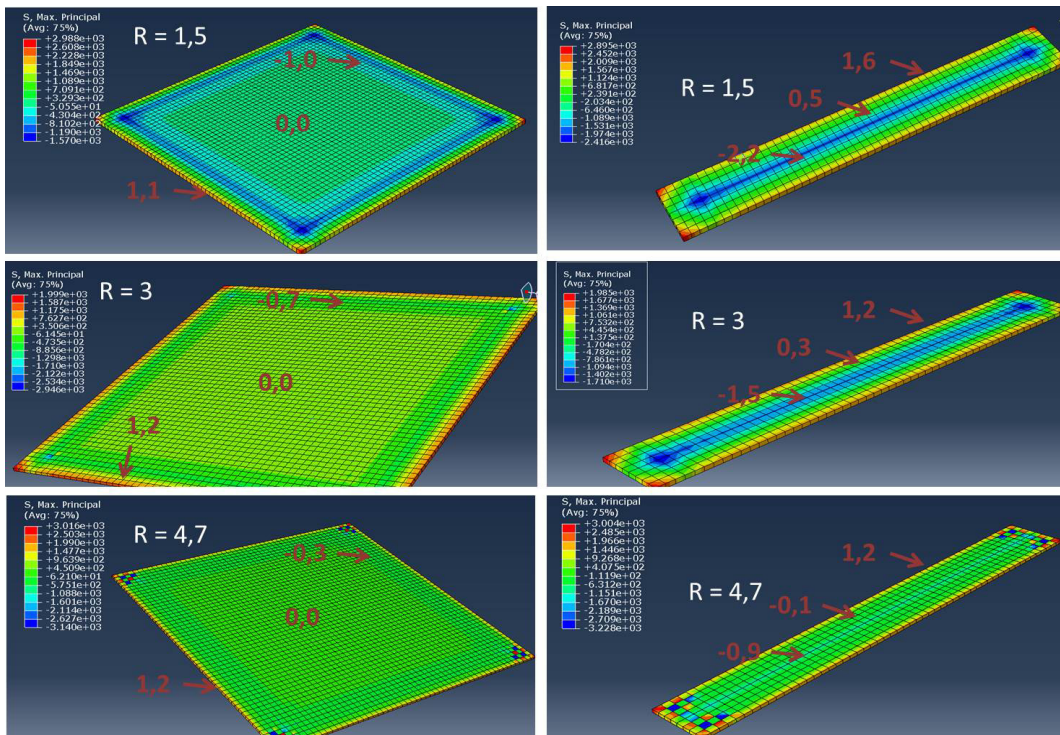 S, Max. Principal
(Avg: 75%)
+2.988e+03
+2.608e+03
+2.228e+03
+1.849e+03
+1.469e+03
+1.089e+03
+7.091e+02
+3.293e+02
-5.055e+01
-4.304e+02
-8.102e+02
-1.190e+03
-1.570e+03
R = 1,5
-1,0
0,0
1,1
S, Max. Principal
(Avg: 75%)
+2.895e+03
+2.452e+03
+2.009e+03
+1.567e+03
+1.124e+03
+6.817e+02
+2.391e+02
-2.034e+02
-6.460e+02
-1.089e+03
-1.531e+03
-1.974e+03
-2.416e+03
R = 1,5
1,6
0,5
-2,2
S, Max. Principal
(Avg: 75%)
+1.999e+03
+1.587e+03
+1.175e+03
+7.627e+02
+3.506e+02
-6.145e+01
-4.735e+02
-8.856e+02
-1.298e+03
-1.710e+03
-2.122e+03
-2.534e+03
-2.946e+03
R = 3
-0,7
0,0
1,2
S, Max. Principal
(Avg: 75%)
+1.985e+03
+1.677e+03
+1.369e+03
+1.061e+03
+7.532e+02
+4.454e+02
+1.375e+02
-1.704e+02
-4.782e+02
-7.861e+02
-1.094e+03
-1.402e+03
-1.710e+03
R = 3
1,2
0,3
-1,5
S, Max. Principal
(Avg: 75%)
+3.016e+03
+2.503e+03
+1.990e+03
+1.477e+03
+9.639e+02
+4.509e+02
-6.210e+01
-5.751e+02
-1.088e+03
-1.601e+03
-2.114e+03
-2.627e+03
-3.140e+03
R = 4,7
-0,3
0,0
1,2
S, Max. Principal
(Avg: 75%)
+3.004e+03
+2.485e+03
+1.966e+03
+1.446e+03
+9.268e+02
+4.075e+02
-1.119e+02
-6.312e+02
-1.151e+03
-1.670e+03
-2.189e+03
-2.709e+03
-3.228e+03
R = 4,7
1,2
-0,1
-0,9